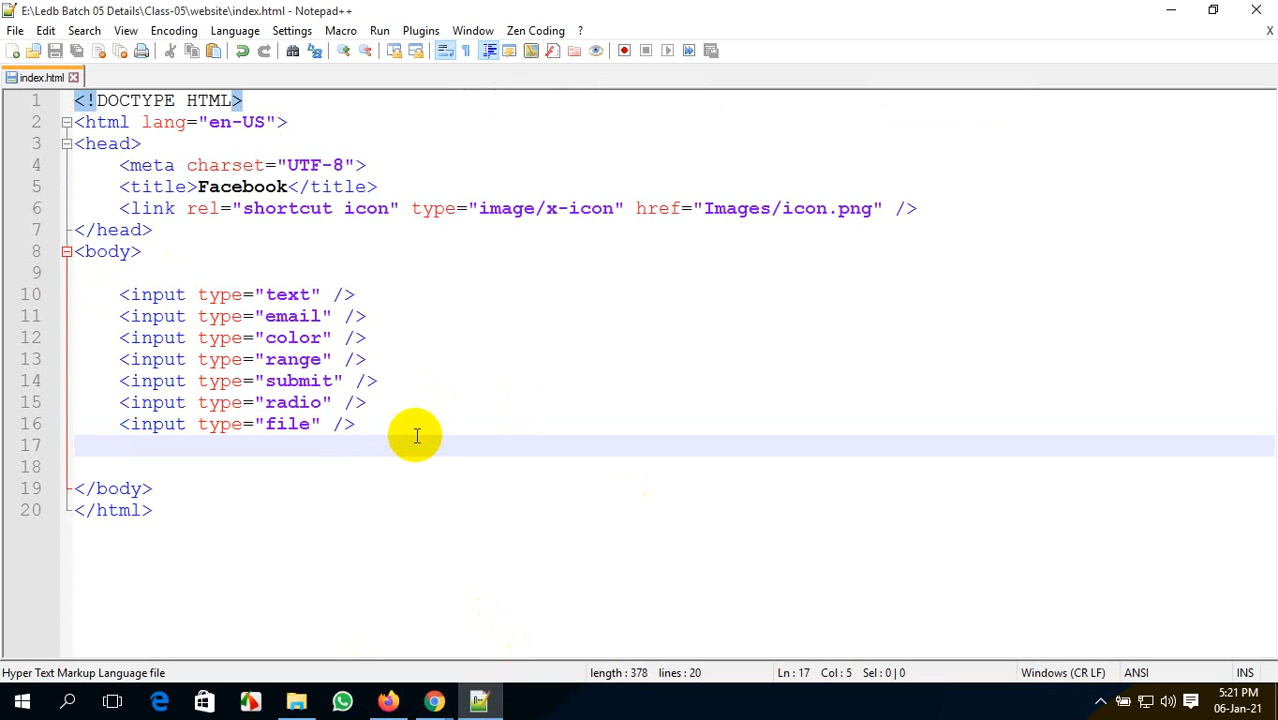 E:\Ledb Batch 05 Details\Class-05\website\index.html - Notepad++
File Edit Search View Encoding Language Settings Macro Run Plugins Window Zen Coding ? X
index.html
1 <!DOCTYPE HTML>
2 <html lang="en-US">
3 <head>
4 <meta charset="UTF-8">
5 <title>Facebook</title>
6 <link rel="shortcut icon" type="image/x-icon" href="Images/icon.png" />
7 </head>
8 <body>
9
10 <input type="text" />
11 <input type="email" />
12 <input type="color" />
13 <input type="range" />
14 <input type="submit" />
15 <input type="radio" />
16 <input type="file" />
17
18
19 </body>
20 </html>
Hyper Text Markup Language file length : 378 lines : 20 Ln : 17 Col : 5 Sel : 0 | 0 Windows (CR LF) ANSI INS
5:21 PM
06-Jan-21